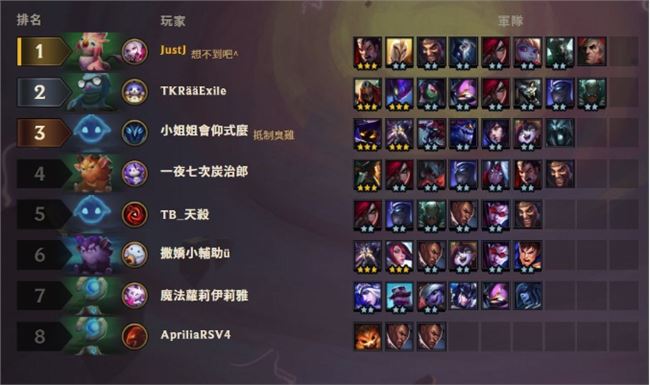 排名 玩家 軍隊
1 JustJ 想不到吧^
2 TKRääExile
3 小姐姐會仰式麼 抵制臭雞
4 一夜七次炭治郎
5 TB_天殺
6 撒嬌小輔助ü
7 魔法蘿莉伊莉雅
8 ApriliaRSV4